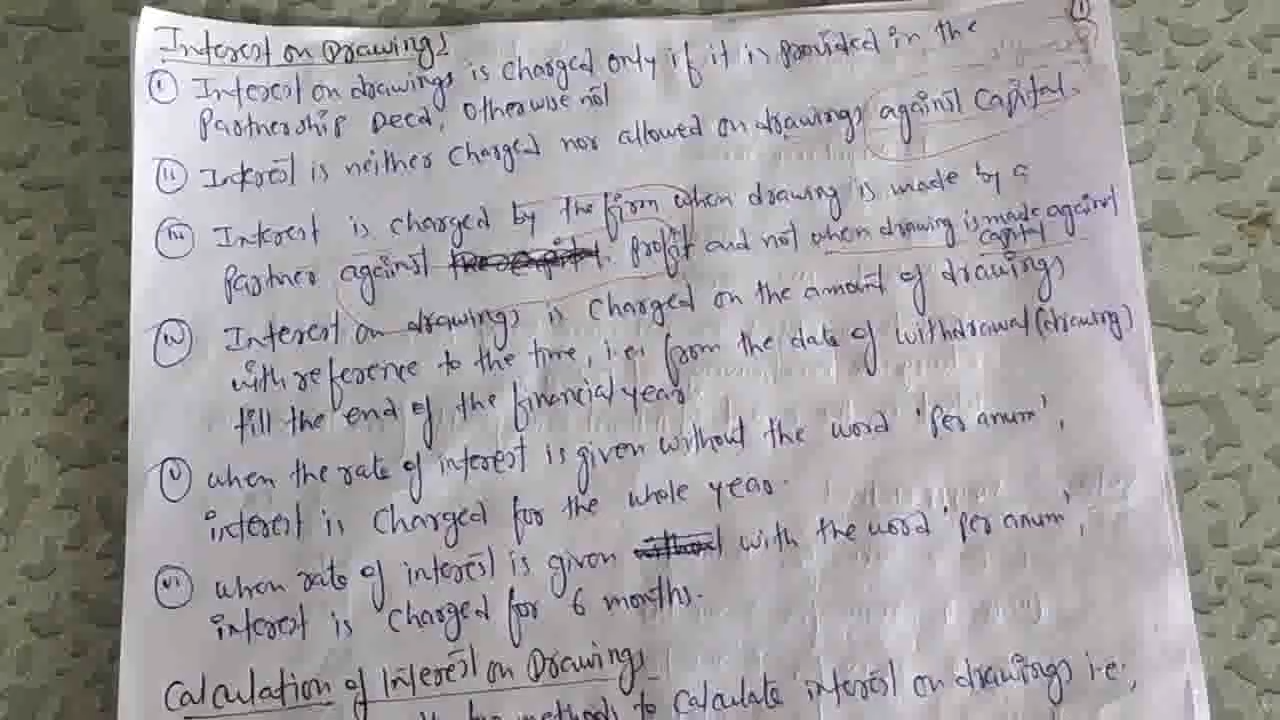 Interest on Drawings
(i) Interest on drawings is charged only if it is provided in the
Partnership Deed, otherwise not
(ii) Interest is neither charged nor allowed on drawings against Capital.
(iii) Interest is charged by the firm when drawing is made by a
partner against profit and not when drawing is made against
capital
(iv) Interest on drawings is charged on the amount of drawings
with reference to the time, i.e. from the date of withdrawal (drawing)
till the end of the financial year
(v) when the rate of interest is given without the word 'per anum',
interest is charged for the whole year.
(vi) when rate of interest is given with the word 'per anum',
interest is charged for 6 months.
Calculation of Interest on Drawings
methods to calculate interest on drawings i.e.,